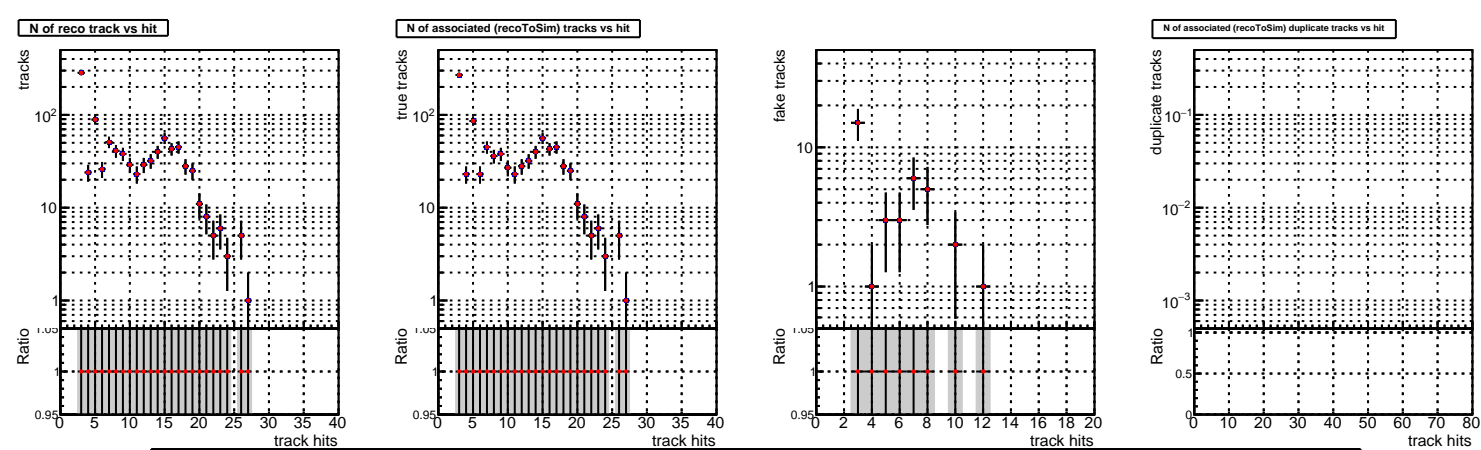 N of reco track vs hit
tracks
10²
10
1
Ratio
1.05
1
0.95
0 5 10 15 20 25 30 35 40
track hits
N of associated (recoToSim) tracks vs hit
true tracks
10²
10
1
Ratio
1.05
1
0.95
0 5 10 15 20 25 30 35 40
track hits
fake tracks
10
1
Ratio
1.05
1
0.95
0 2 4 6 8 10 12 14 16 18 20
track hits
N of associated (recoToSim) duplicate tracks vs hit
duplicate tracks
10⁻¹
10⁻²
10⁻³
Ratio
1
0.5
0
0 10 20 30 40 50 60 70 80
track hits